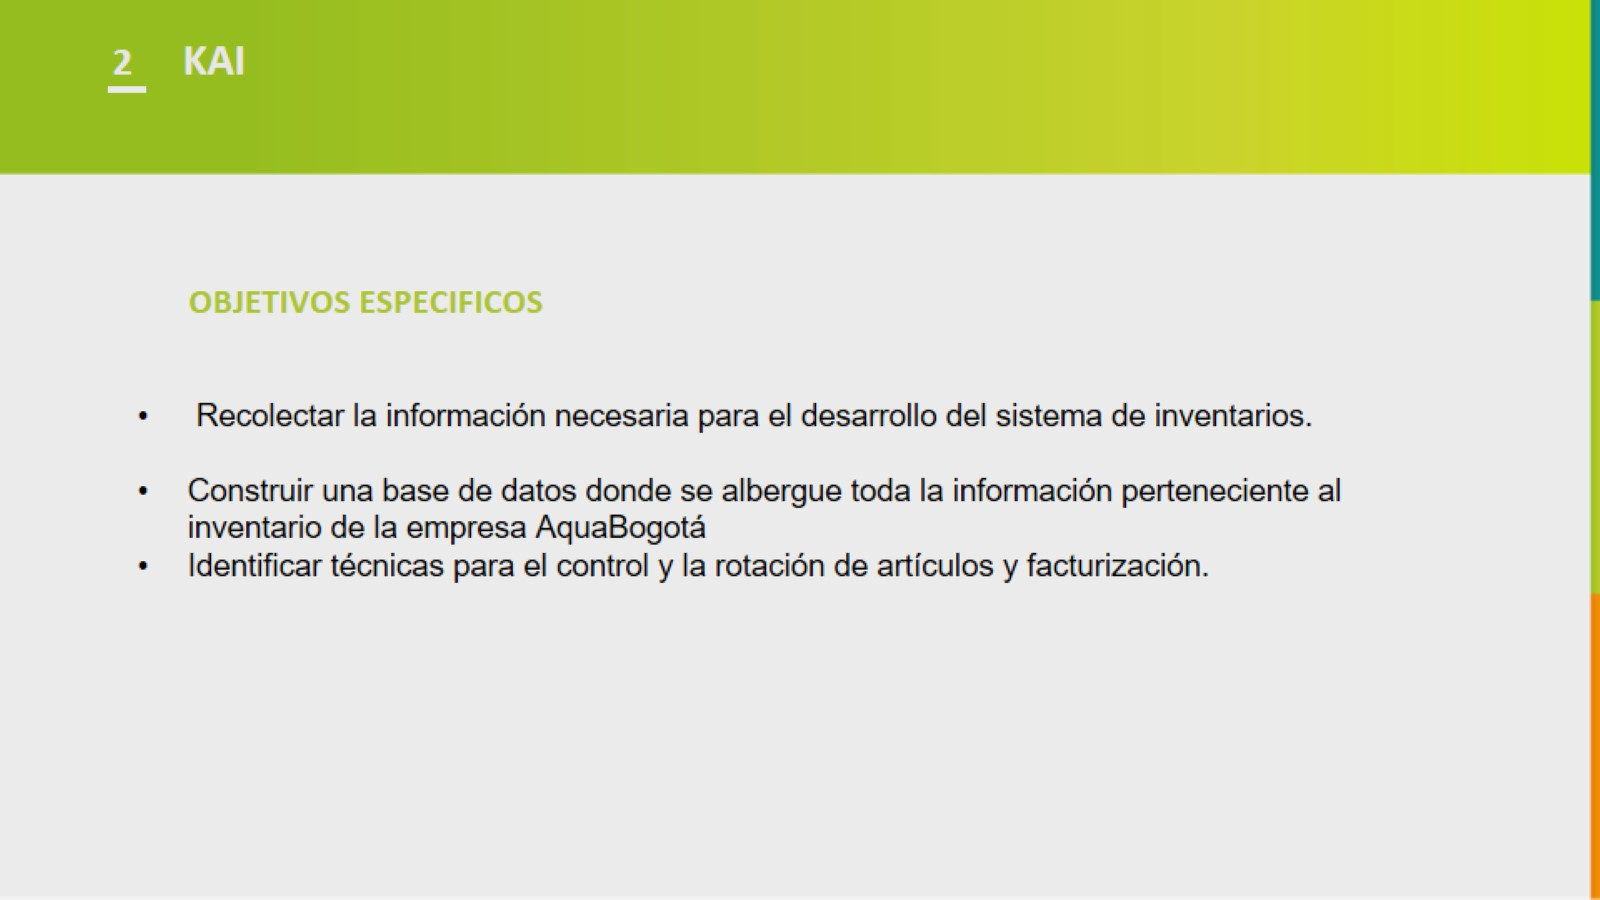 2 KAI
OBJETIVOS ESPECIFICOS
• Recolectar la información necesaria para el desarrollo del sistema de inventarios.
• Construir una base de datos donde se albergue toda la información perteneciente al
inventario de la empresa AquaBogotá
• Identificar técnicas para el control y la rotación de artículos y facturización.